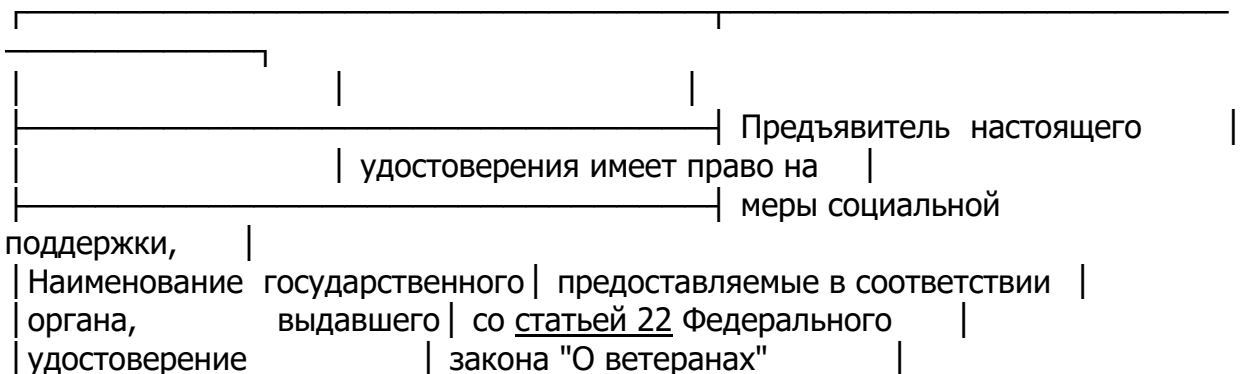 Предъявитель настоящего
удостоверения имеет право на
меры социальной
поддержки,
Наименование государственного предоставляемые в соответствии
органа, выдавшего со статьей 22 Федерального
удостоверение закона "О ветеранах"